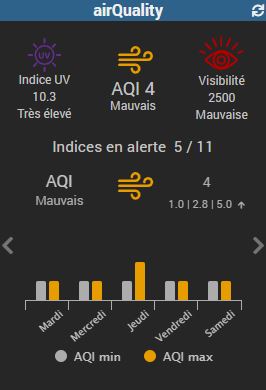 airQuality
UV
Indice UV
10.3
Très élevé
AQI 4
Mauvais
Visibilité
2500
Mauvaise
Indices en alerte 5 / 11
AQI
Mauvais
4
1.0 | 2.8 | 5.0 ↑
Mardi
Mercredi
Jeudi
Vendredi
Samedi
AQI min
AQI max